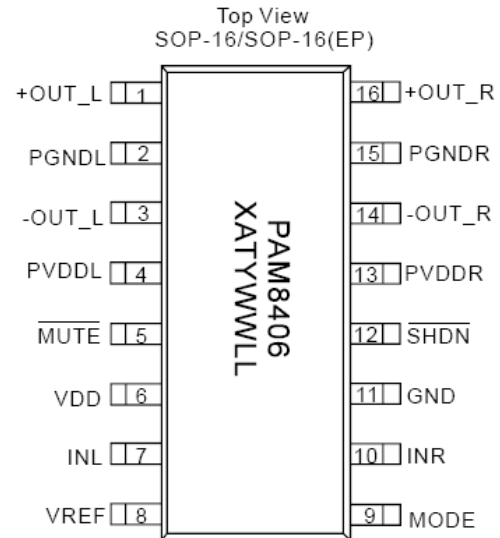 Top View
SOP-16/SOP-16(EP)
+OUT_L 1
16 +OUT_R
PGNDL 2
15 PGNDR
-OUT_L 3
14 -OUT_R
PVDDL 4
13 PVDDR
M̅U̅T̅E̅ 5
12 S̅H̅D̅N̅
VDD 6
11 GND
INL 7
10 INR
VREF 8
9 MODE
PAM8406
XATYWWLL